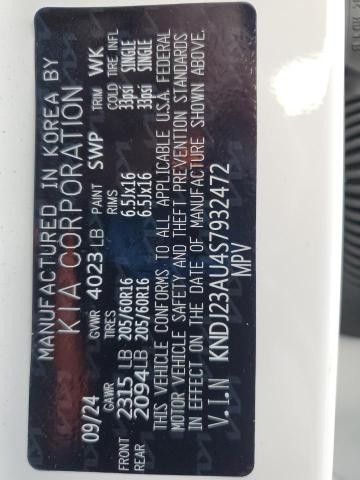 MANUFACTURED IN KOREA BY
KIA CORPORATION
09/24 GVWR 4023 LB PAINT SWP TRIM WK
GAWR TIRES RIMS COLD TIRE INFL
FRONT 2315 LB 205/60R16 6.5Jx16 33psi SINGLE
REAR 2094LB 205/60R16 6.5Jx16 33psi SINGLE
THIS VEHICLE CONFORMS TO ALL APPLICABLE U.S.A. FEDERAL
MOTOR VEHICLE SAFETY AND THEFT PREVENTION STANDARDS
IN EFFECT ON THE DATE OF MANUFACTURE SHOWN ABOVE.
V.I.N KNDJ23AU4S7932472
MPV